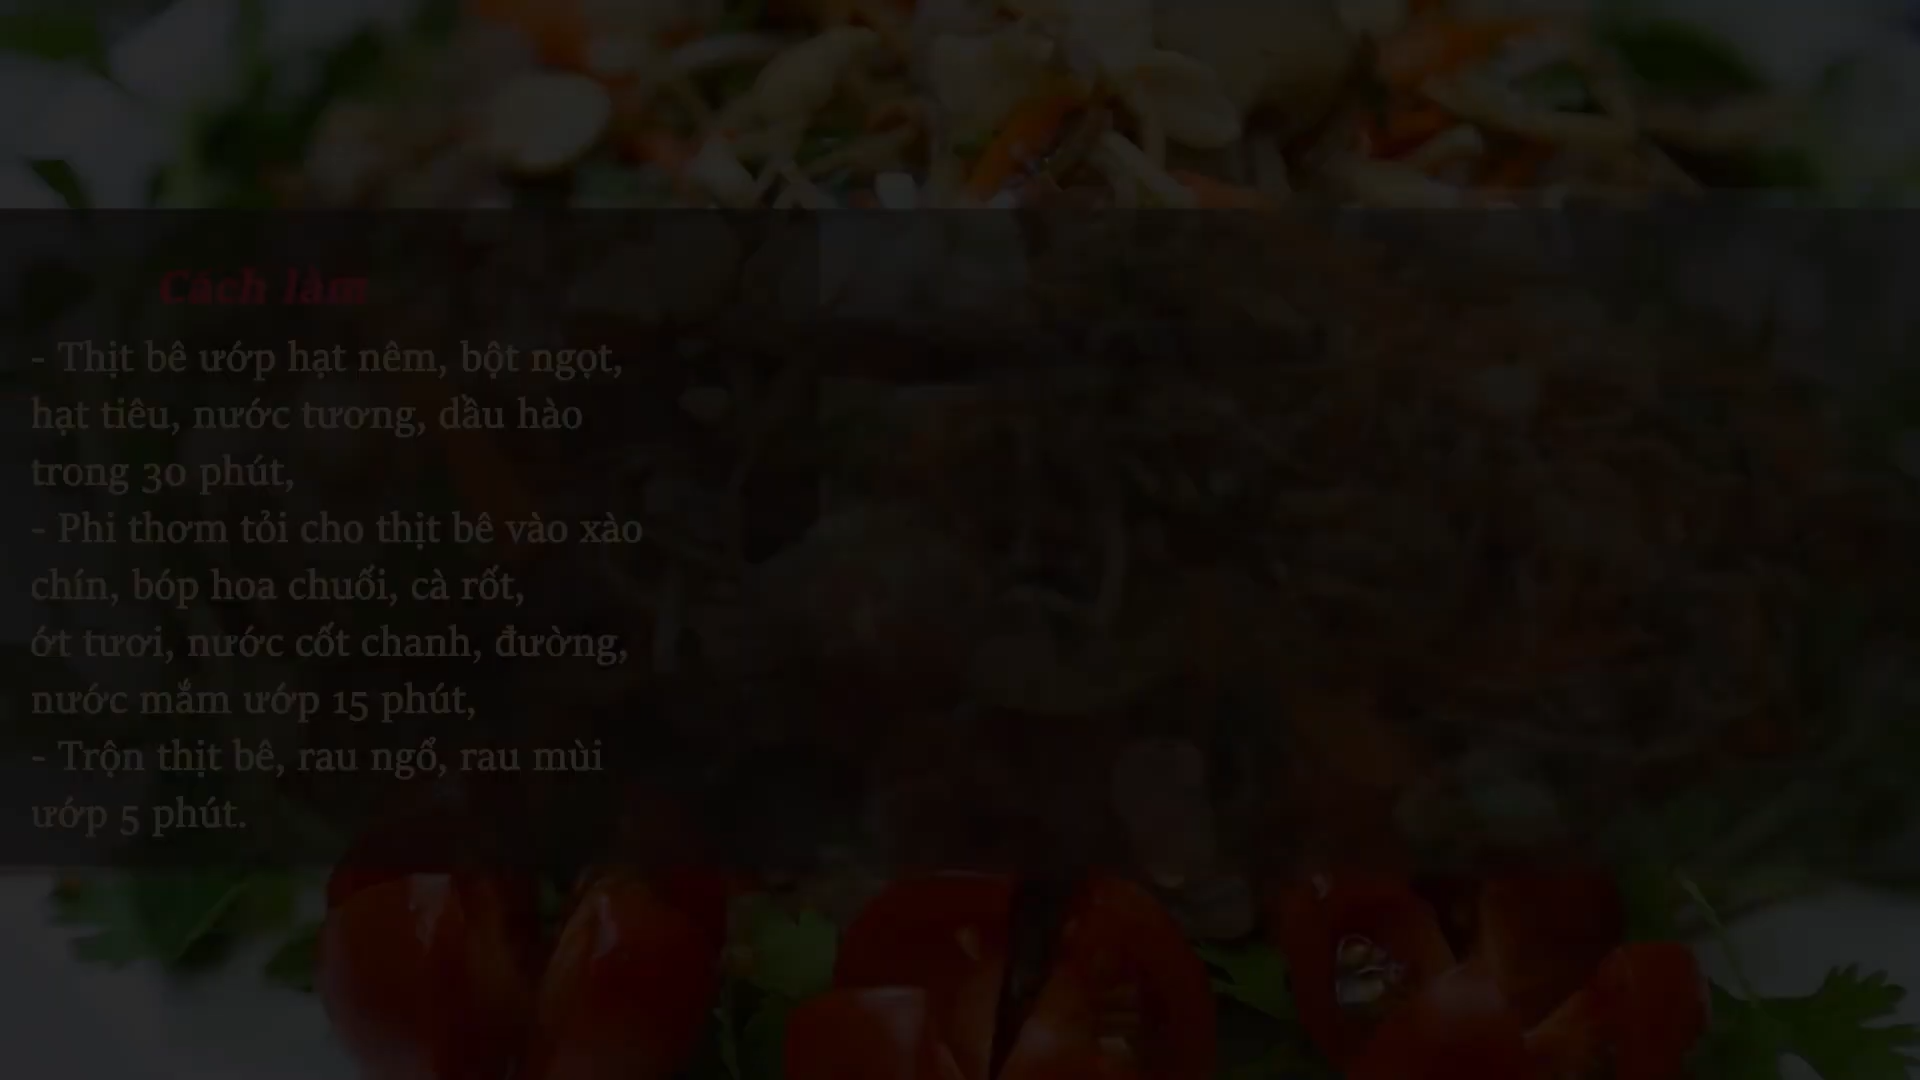 Cách làm
- Thịt bê ướp hạt nêm, bột ngọt,
hạt tiêu, nước tương, dầu hào
trong 30 phút,
- Phi thơm tỏi cho thịt bê vào xào
chín, bóp hoa chuối, cà rốt,
ớt tươi, nước cốt chanh, đường,
nước mắm ướp 15 phút,
- Trộn thịt bê, rau ngổ, rau mùi
ướp 5 phút.